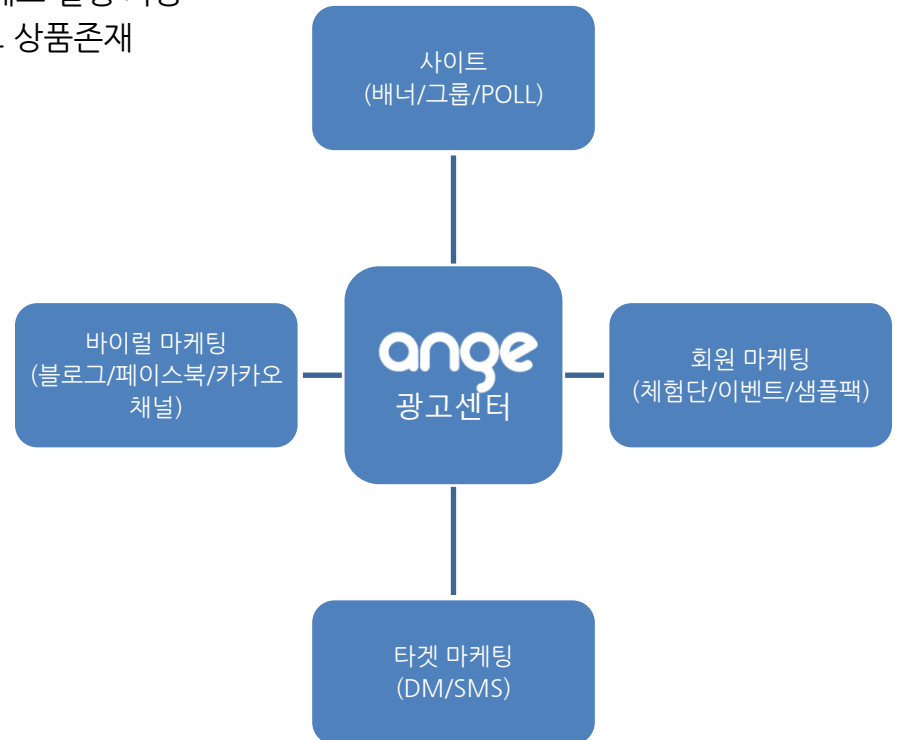 상품존재
사이트
(배너/그룹/POLL)
바이럴 마케팅
(블로그/페이스북/카카오
채널)
ange
광고센터
회원 마케팅
(체험단/이벤트/샘플팩)
타겟 마케팅
(DM/SMS)